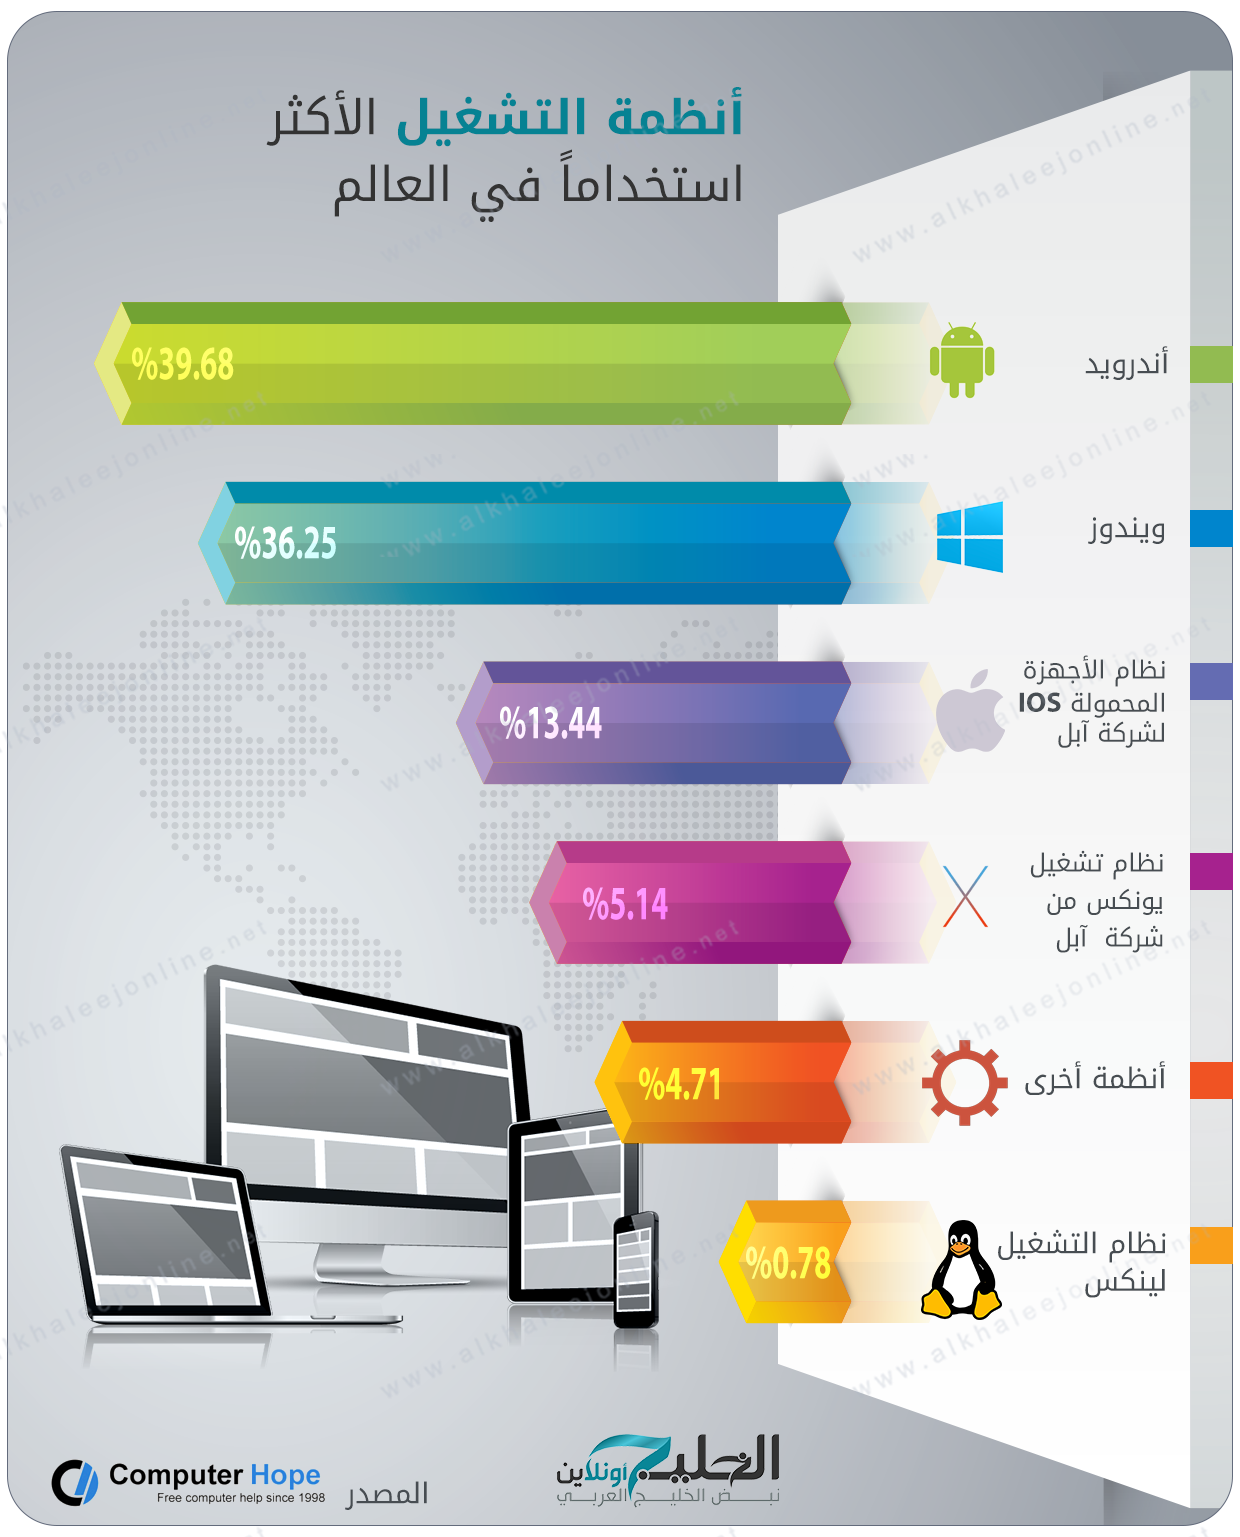 أنظمة التشغيل الأكثر
استخداماً في العالم
أندرويد
%39.68
ويندوز
%36.25
نظام الأجهزة
المحمولة IOS
لشركة آبل
%13.44
نظام تشغيل
يونكس من
شركة آبل
%5.14
أنظمة أخرى
%4.71
نظام التشغيل
لينكس
%0.78
الخليج
أونلاين
نبض الخليج العربي
المصدر
Computer Hope
Free computer help since 1998
www.alkhaleejonline.net